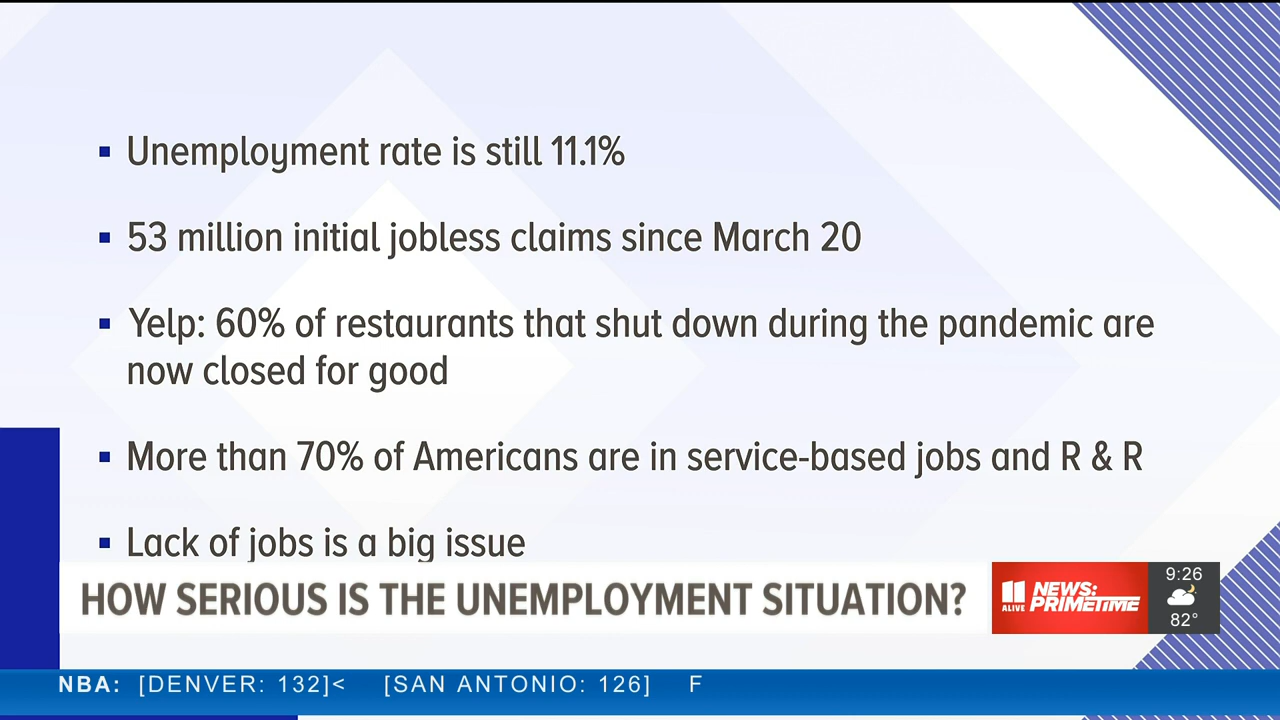 Unemployment rate is still 11.1%
53 million initial jobless claims since March 20
Yelp: 60% of restaurants that shut down during the pandemic are
now closed for good
More than 70% of Americans are in service-based jobs and R & R
Lack of jobs is a big issue
HOW SERIOUS IS THE UNEMPLOYMENT SITUATION?
11 ALIVE NEWS: PRIMETIME
9:26
82°
NBA: [DENVER: 132]< [SAN ANTONIO: 126] F